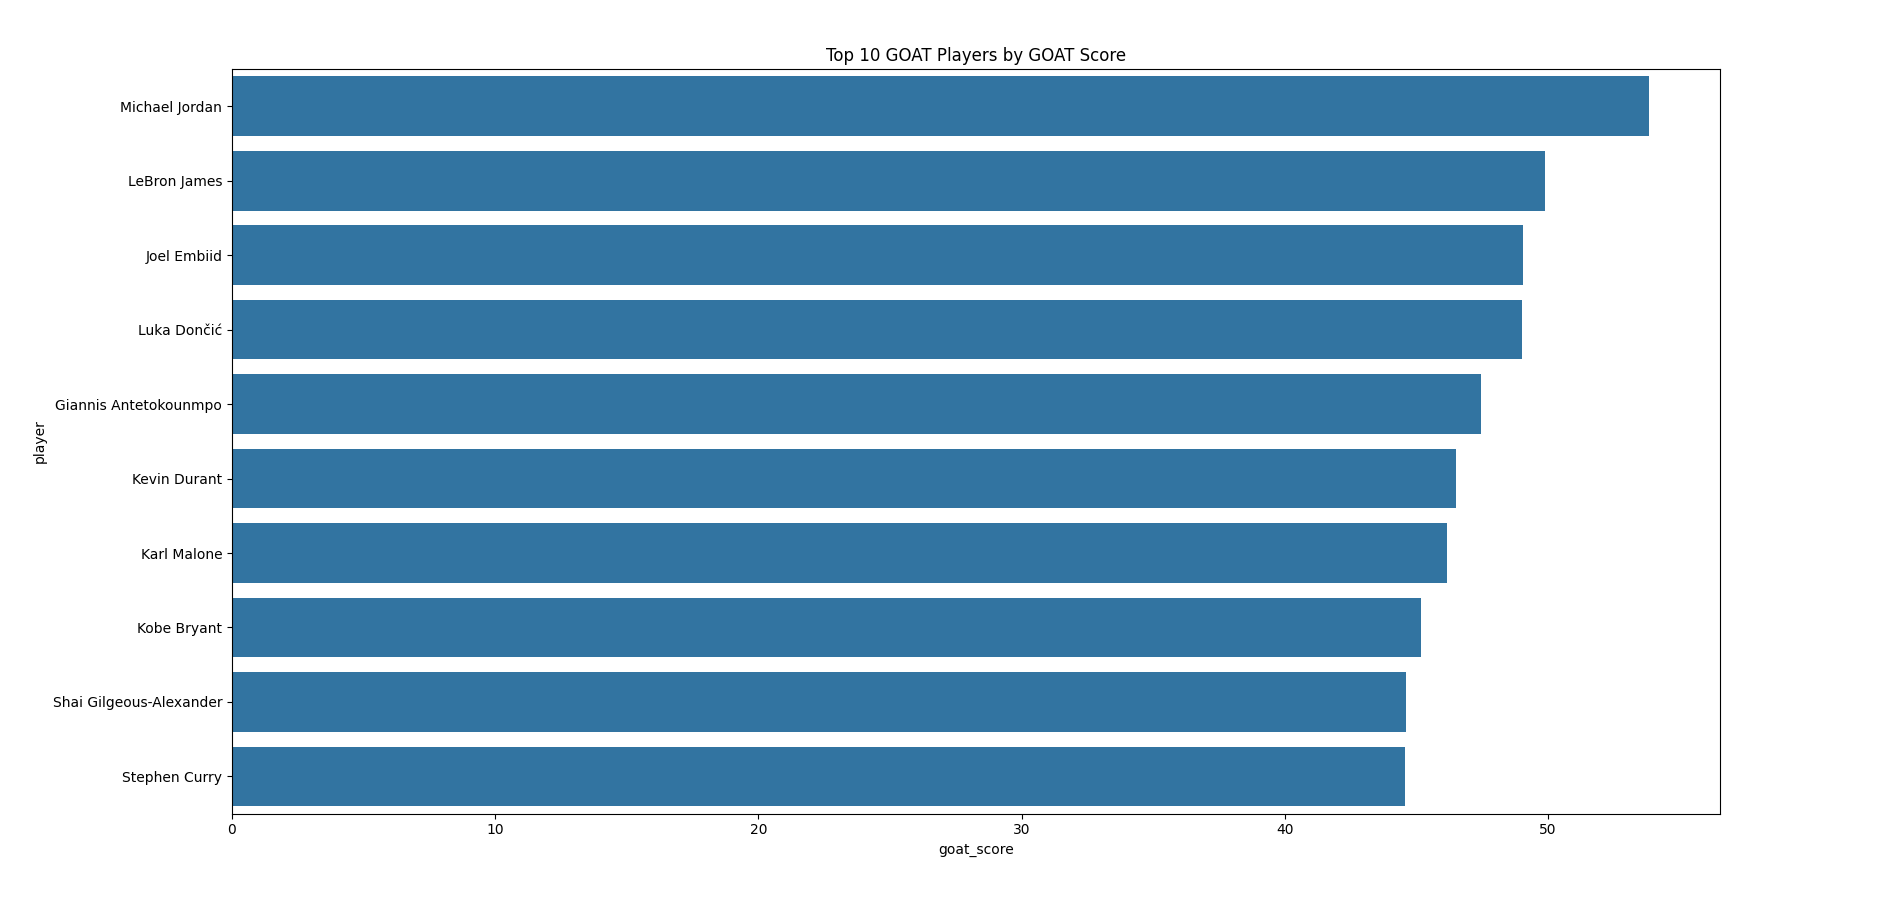 Top 10 GOAT Players by GOAT Score
Michael Jordan
LeBron James
Joel Embiid
Luka Dončić
Giannis Antetokounmpo
Kevin Durant
Karl Malone
Kobe Bryant
Shai Gilgeous-Alexander
Stephen Curry
player
0 10 20 30 40 50
goat_score